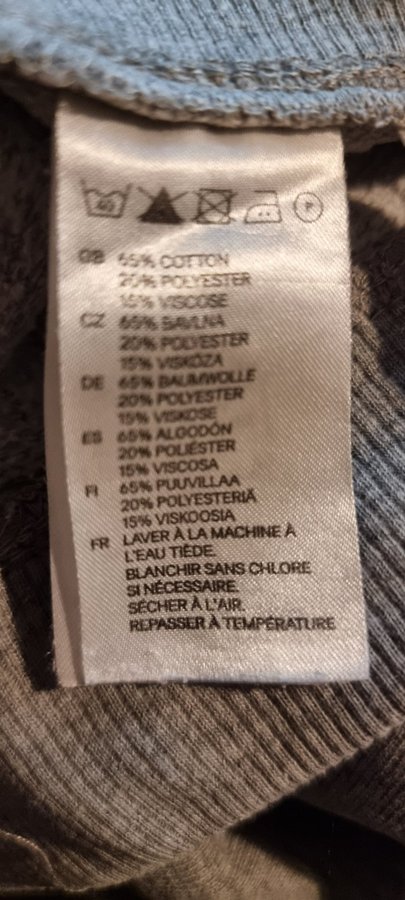 40 P
GB 65% COTTON
20% POLYESTER
15% VISCOSE
CZ 65% BAVLNA
20% POLYESTER
15% VISKÓZA
DE 65% BAUMWOLLE
20% POLYESTER
15% VISKOSE
ES 65% ALGODÓN
20% POLIÉSTER
15% VISCOSA
FI 65% PUUVILLAA
20% POLYESTERIÄ
15% VISKOOSIA
FR LAVER À LA MACHINE À
L'EAU TIÈDE.
BLANCHIR SANS CHLORE
SI NÉCESSAIRE.
SÉCHER À L'AIR.
REPASSER À TEMPÉRATURE